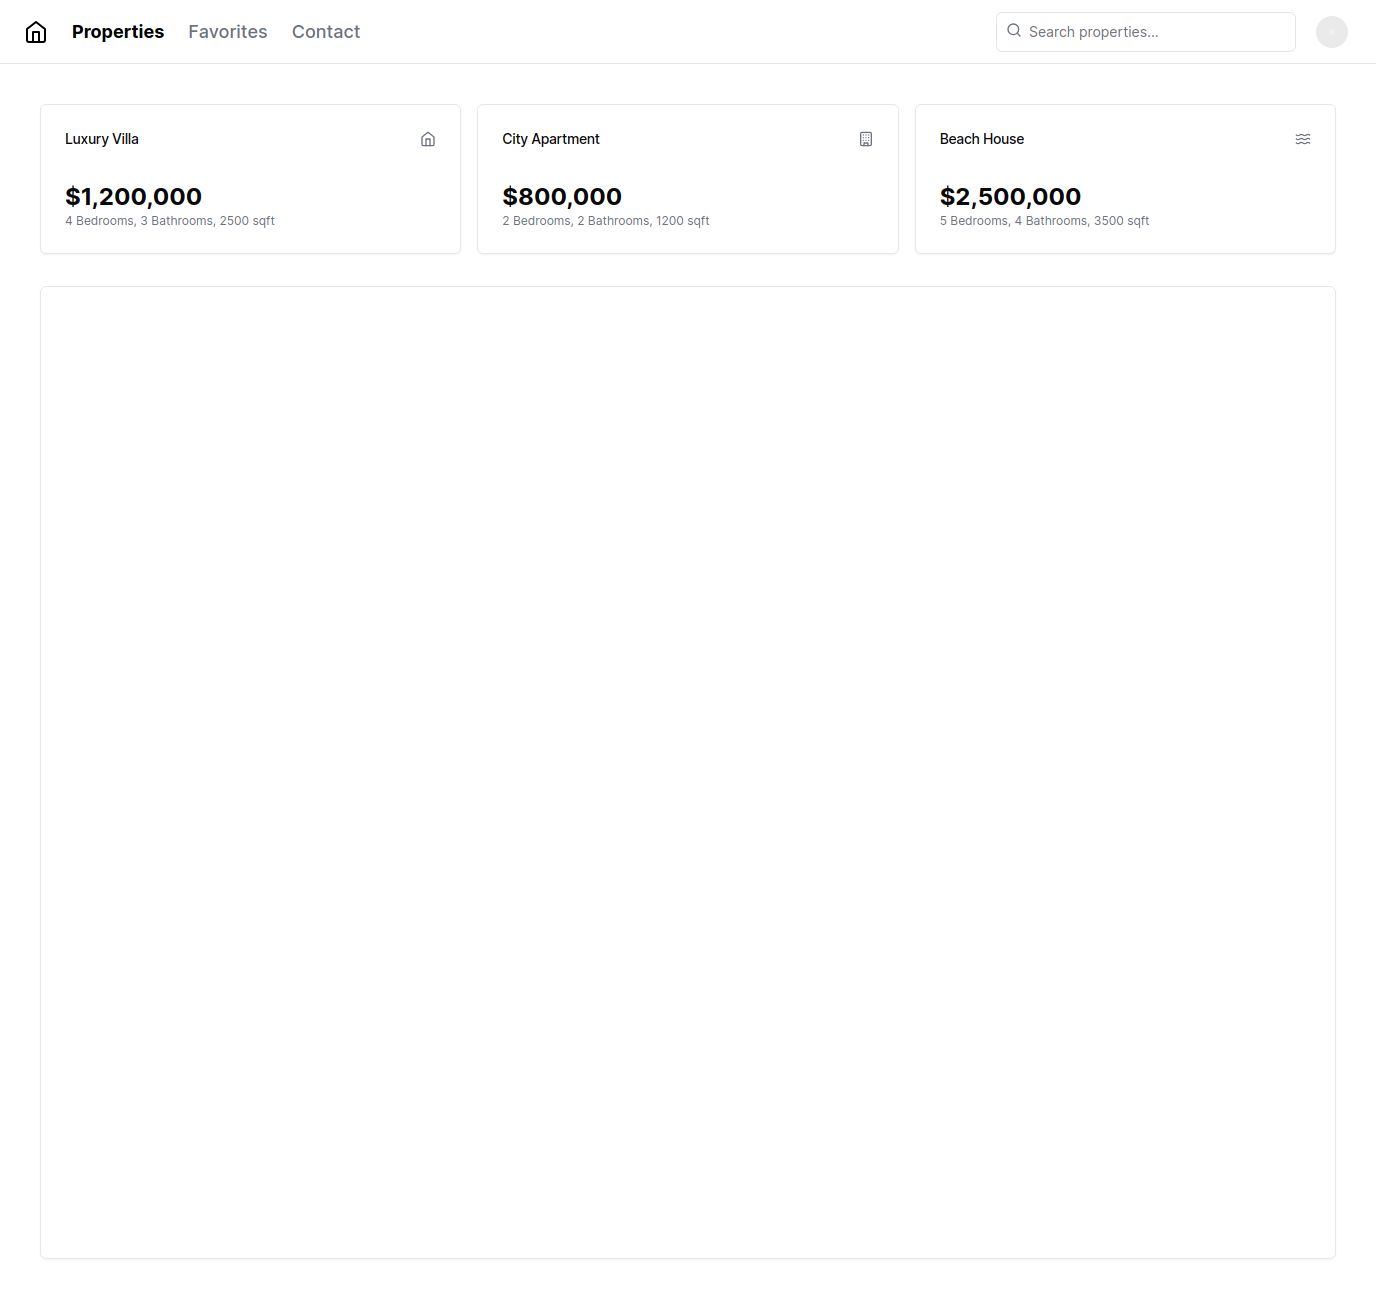 Properties Favorites Contact Search properties...
Luxury Villa
$1,200,000
4 Bedrooms, 3 Bathrooms, 2500 sqft
City Apartment
$800,000
2 Bedrooms, 2 Bathrooms, 1200 sqft
Beach House
$2,500,000
5 Bedrooms, 4 Bathrooms, 3500 sqft